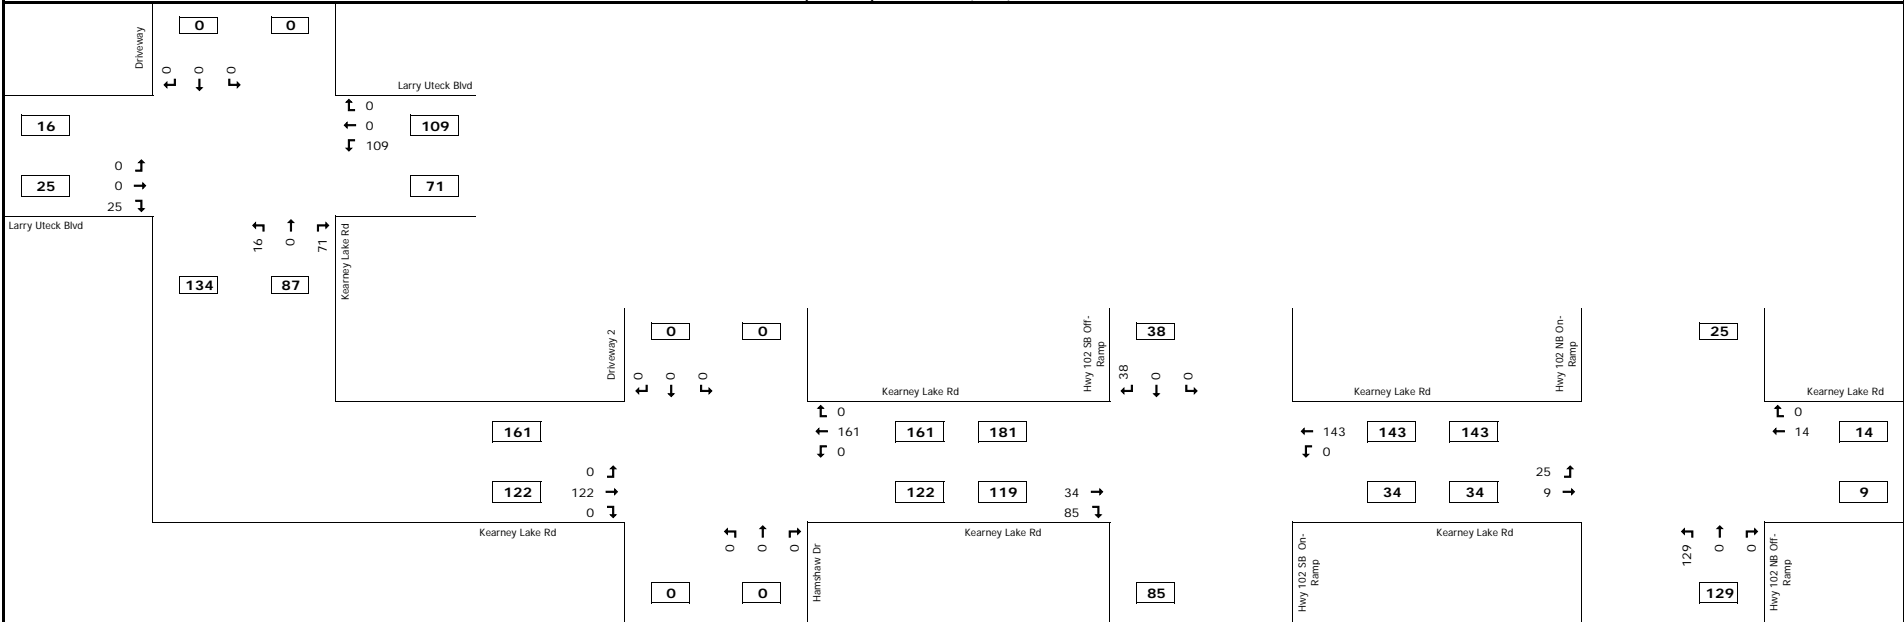 Driveway
0 0
0 0 0
Larry Uteck Blvd
0
16 0 109
109
0
25 0 71
25
Larry Uteck Blvd
16 0 71
Kearney Lake Rd
134 87
Driveway 2
0 0
Hwy 102 SB Off-
Ramp
38
Hwy 102 NB On-
Ramp
25
0 0 0
38 0 0
Kearney Lake Rd
Kearney Lake Rd
Kearney Lake Rd
0
0
161 161 161 181 143 143 143 14 14
0
0
0
25
122 122 122 119 34 34 34 9 9
0
85
Kearney Lake Rd
Kearney Lake Rd
Kearney Lake Rd
0 0 0
129 0 0
Hamshaw Dr
Hwy 102 SB On-
Ramp
Hwy 102 NB Off-
Ramp
0 0 85 129